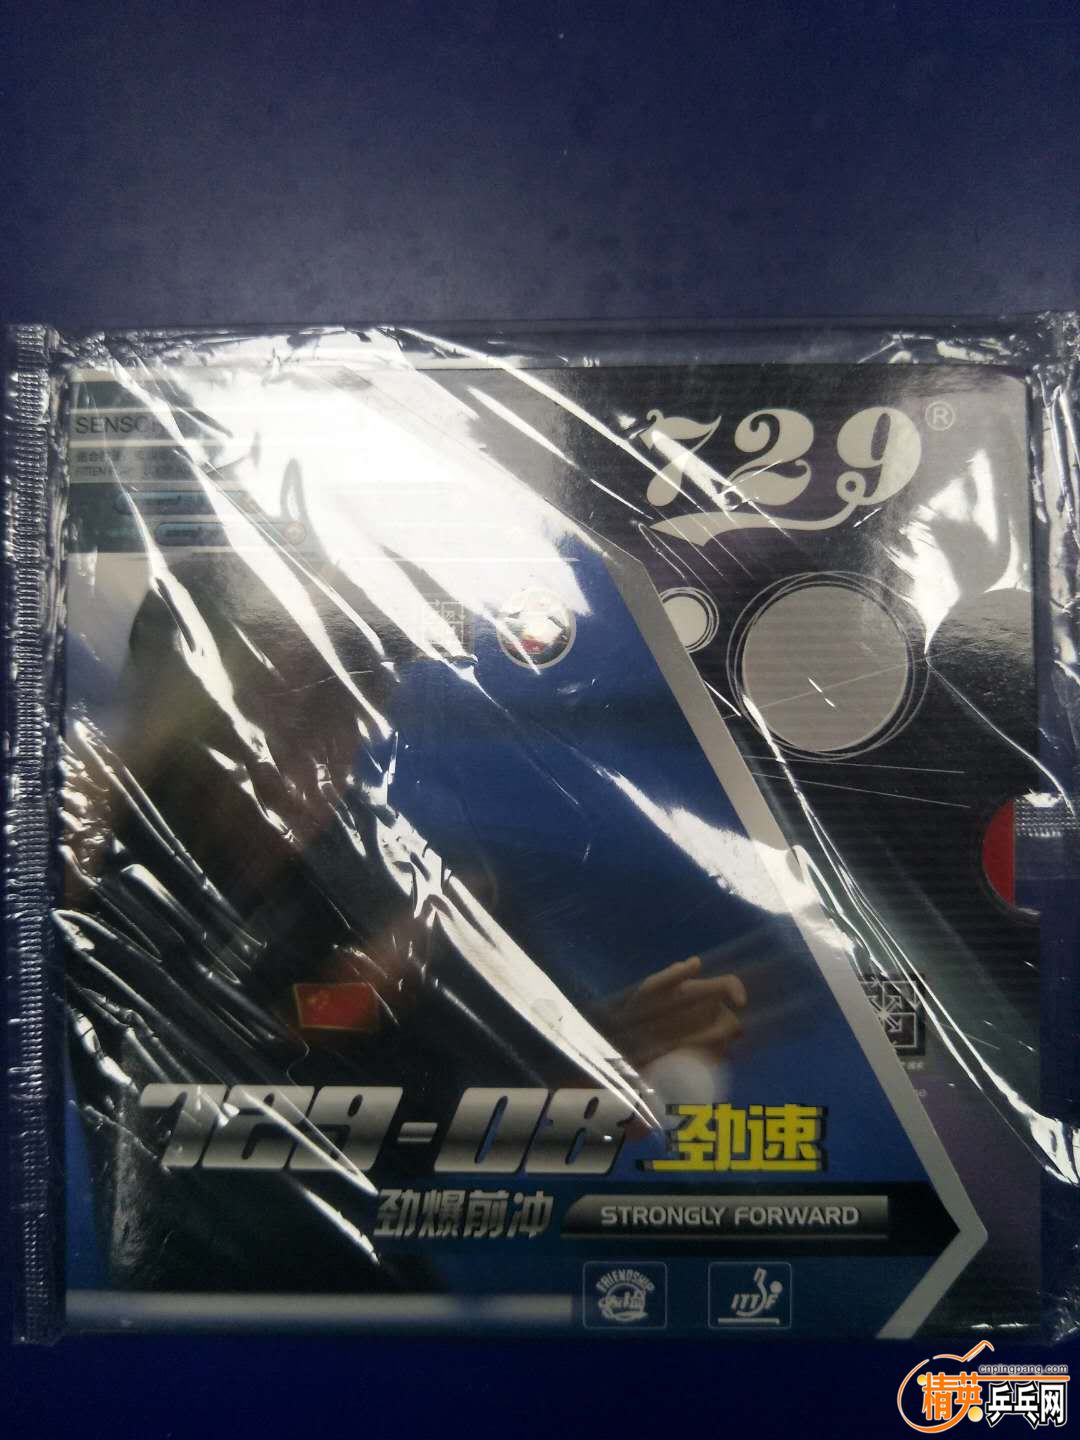 729®
SENSO
729-08 劲速
劲爆前冲 STRONGLY FORWARD
FRIENDSHIP
ITTF
cnpingpang.com
精英乒乓网